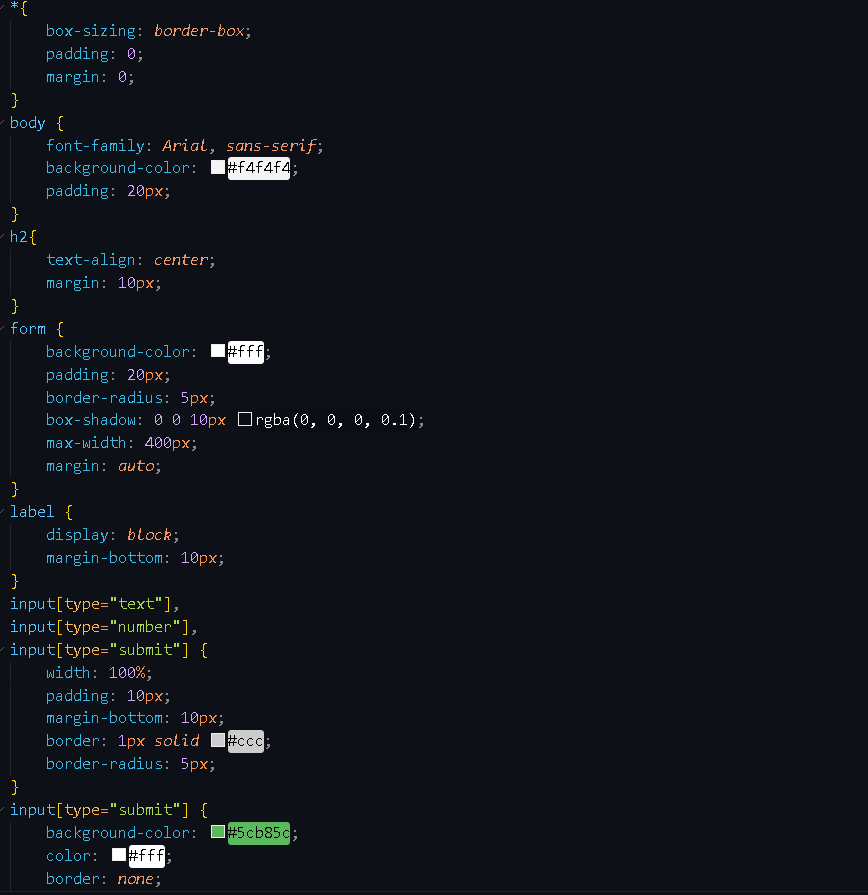 *{
    box-sizing: border-box;
    padding: 0;
    margin: 0;
}
body {
    font-family: Arial, sans-serif;
    background-color: #f4f4f4;
    padding: 20px;
}
h2{
    text-align: center;
    margin: 10px;
}
form {
    background-color: #fff;
    padding: 20px;
    border-radius: 5px;
    box-shadow: 0 0 10px rgba(0, 0, 0, 0.1);
    max-width: 400px;
    margin: auto;
}
label {
    display: block;
    margin-bottom: 10px;
}
input[type="text"],
input[type="number"],
input[type="submit"] {
    width: 100%;
    padding: 10px;
    margin-bottom: 10px;
    border: 1px solid #ccc;
    border-radius: 5px;
}
input[type="submit"] {
    background-color: #5cb85c;
    color: #fff;
    border: none;